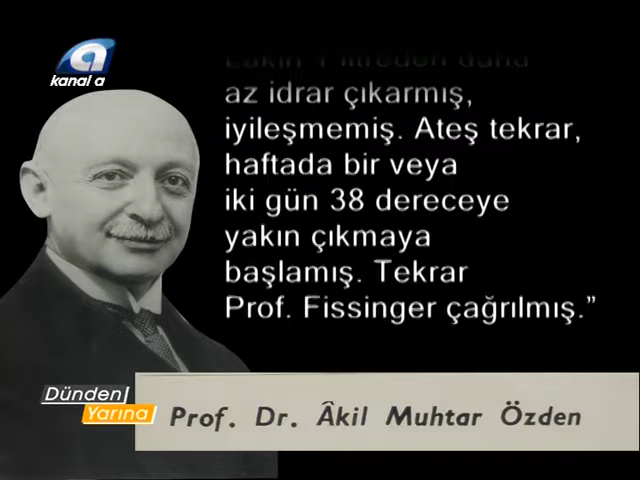 kanal a
az idrar çıkarmış,
iyileşmemiş. Ateş tekrar,
haftada bir veya
iki gün 38 dereceye
yakın çıkmaya
başlamış. Tekrar
Prof. Fissinger çağrılmış.”
Dünden
Yarına
Prof. Dr. Âkil Muhtar Özden